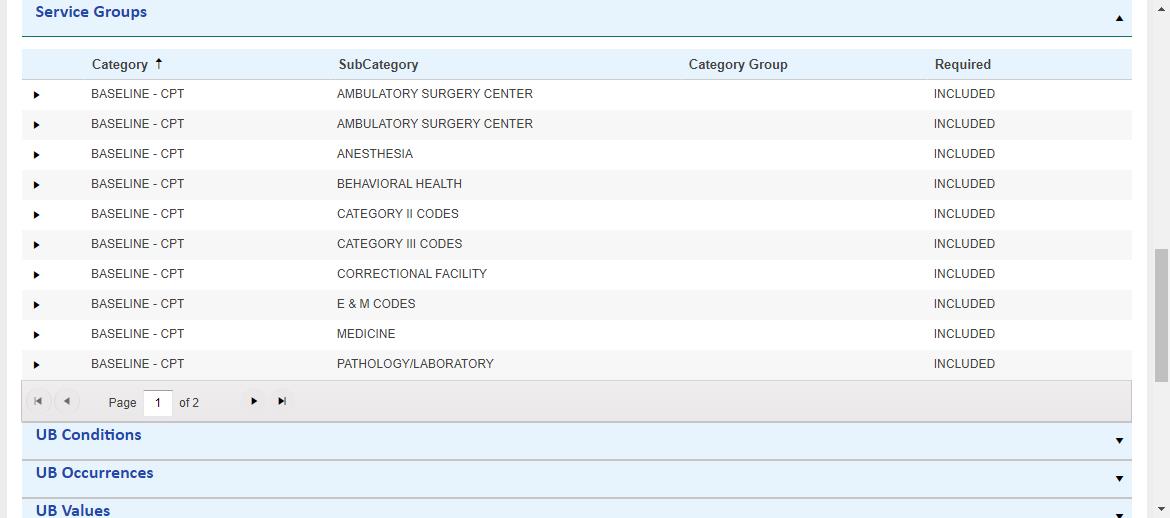 Service Groups
Category SubCategory Category Group Required
BASELINE - CPT AMBULATORY SURGERY CENTER INCLUDED
BASELINE - CPT AMBULATORY SURGERY CENTER INCLUDED
BASELINE - CPT ANESTHESIA INCLUDED
BASELINE - CPT BEHAVIORAL HEALTH INCLUDED
BASELINE - CPT CATEGORY II CODES INCLUDED
BASELINE - CPT CATEGORY III CODES INCLUDED
BASELINE - CPT CORRECTIONAL FACILITY INCLUDED
BASELINE - CPT E & M CODES INCLUDED
BASELINE - CPT MEDICINE INCLUDED
BASELINE - CPT PATHOLOGY/LABORATORY INCLUDED
Page 1 of 2
UB Conditions
UB Occurrences
UB Values